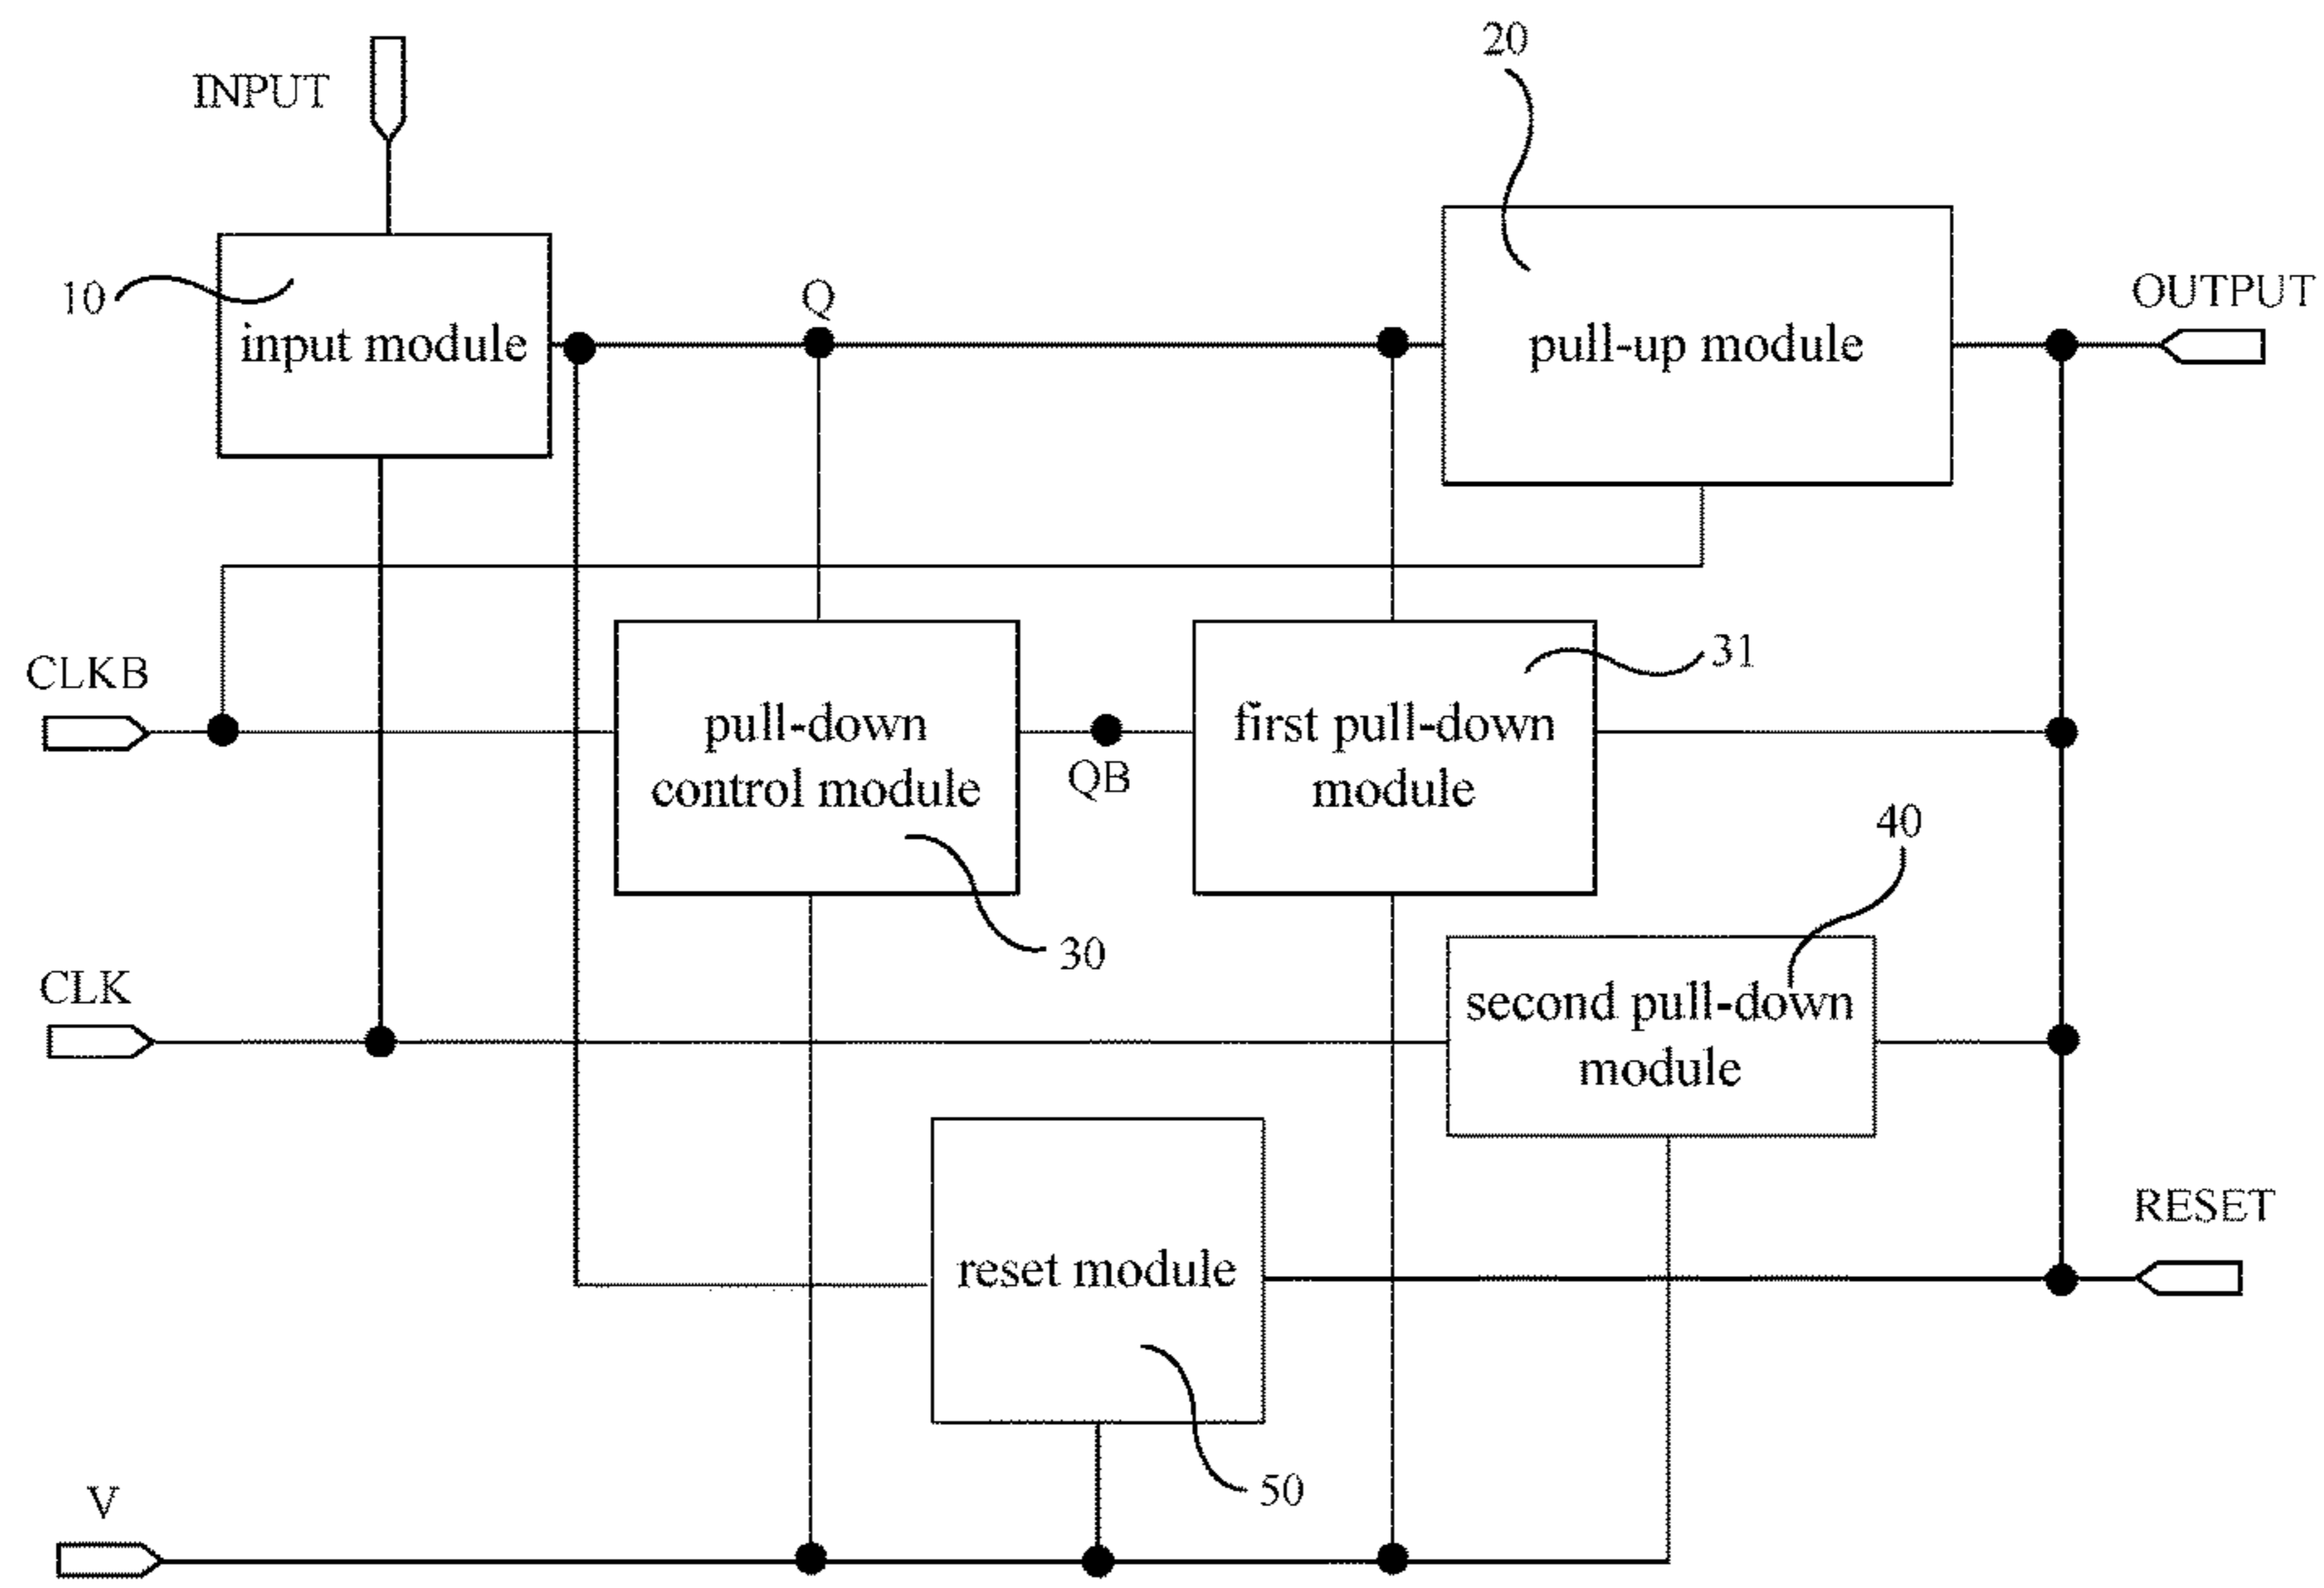 20
INPUT
10
input module
Q
pull-up module
OUTPUT
CLKB
pull-down
control module
QB
first pull-down
module
31
40
30
CLK
second pull-down
module
RESET
reset module
50
V